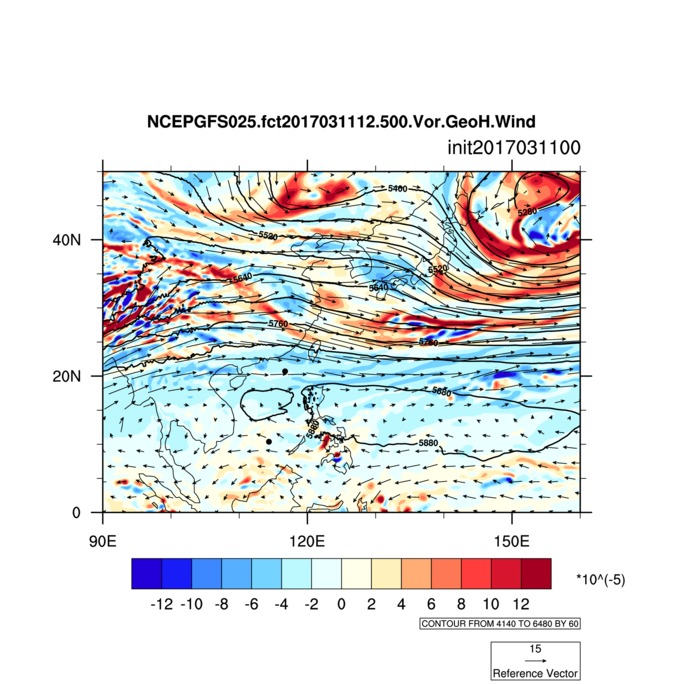 NCEPGFS025.fct2017031112.500.Vor.GeoH.Wind
init2017031100
5400
5280
5520
5520
5640
5640
5760
5760
5880
5880
5880
40N
20N
0
90E 120E 150E
-12 -10 -8 -6 -4 -2 0 2 4 6 8 10 12
*10^(-5)
CONTOUR FROM 4140 TO 6480 BY 60
15
Reference Vector